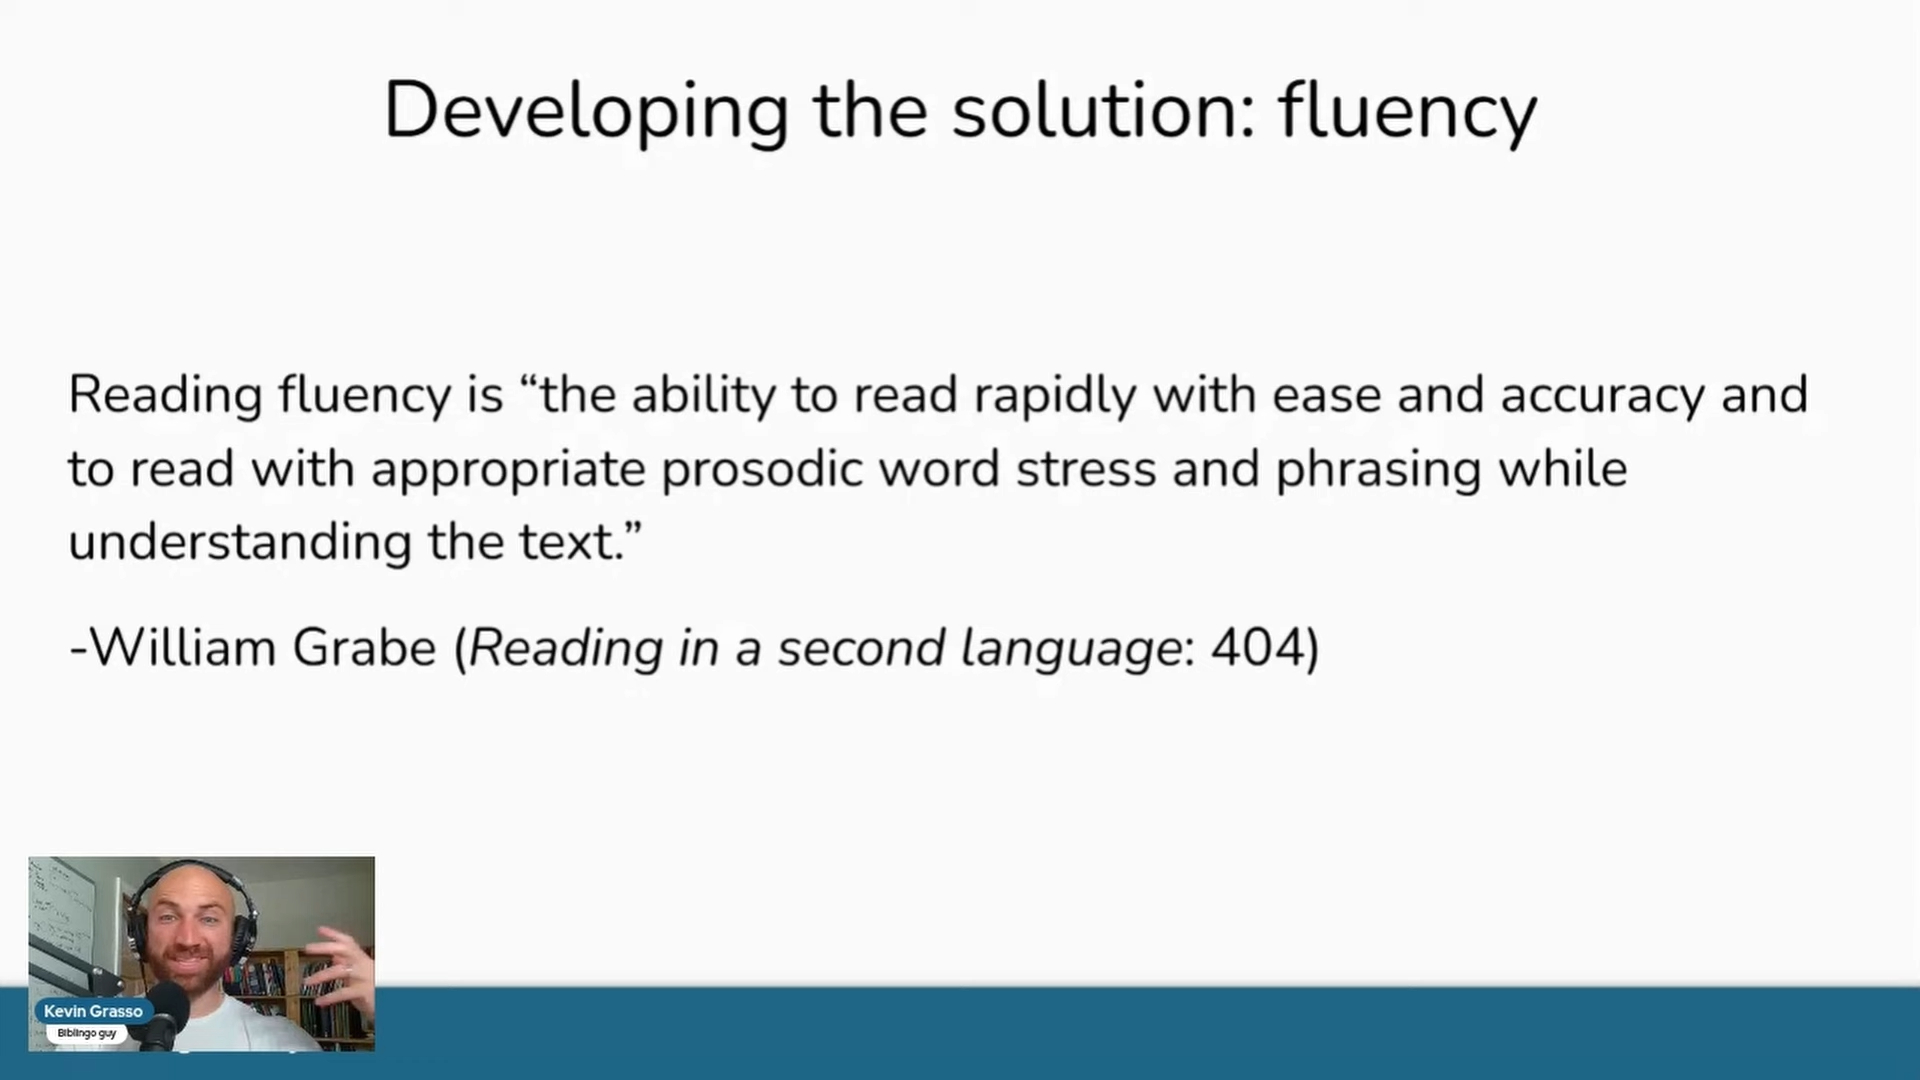 Developing the solution: fluency
Reading fluency is “the ability to read rapidly with ease and accuracy and
to read with appropriate prosodic word stress and phrasing while
understanding the text.”
-William Grabe (Reading in a second language: 404)
Kevin Grasso
Biblingo guy